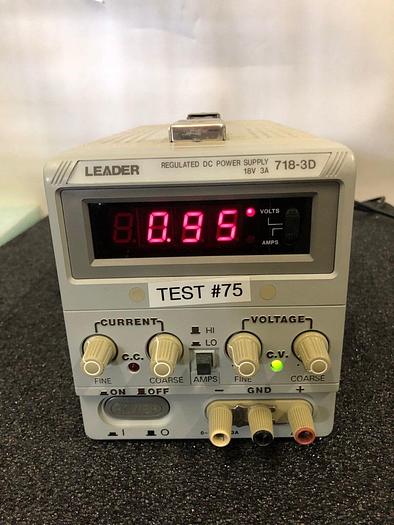 LEADER
REGULATED DC POWER SUPPLY
18V 3A
718-3D
0.95
VOLTS
AMPS
TEST #75
CURRENT
VOLTAGE
HI
LO
C.C.
C.V.
FINE
COARSE
AMPS
FINE
COARSE
ON OFF
- GND +
I O